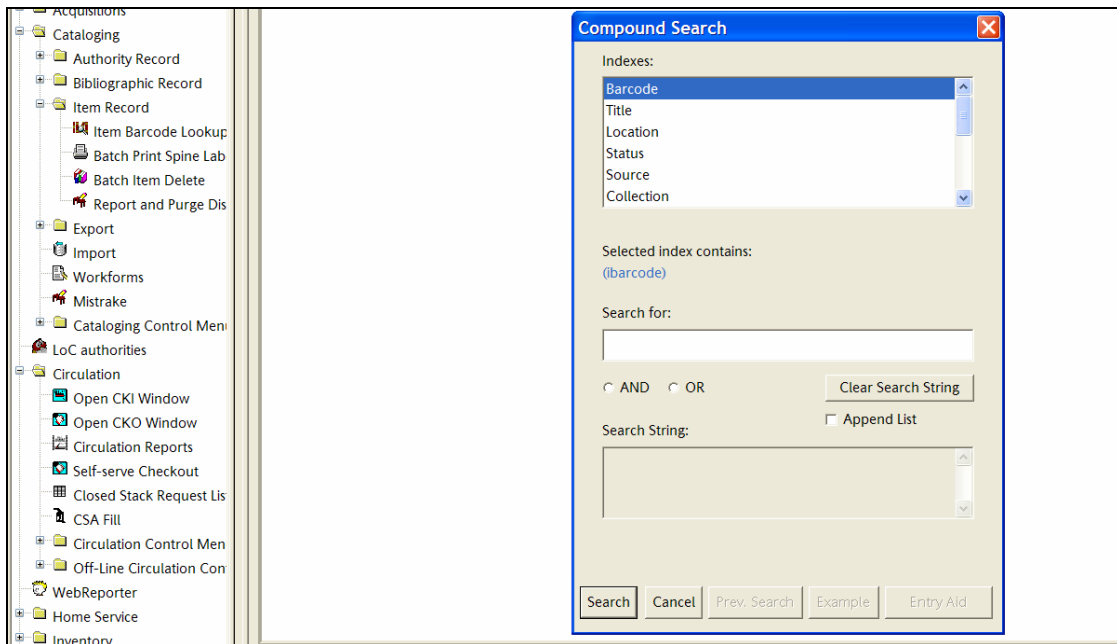 Acquisitions
Cataloging
Authority Record
Bibliographic Record
Item Record
Item Barcode Lookup
Batch Print Spine Lab
Batch Item Delete
Report and Purge Dis
Export
Import
Workforms
Mistrake
Cataloging Control Menu
LoC authorities
Circulation
Open CKI Window
Open CKO Window
Circulation Reports
Self-serve Checkout
Closed Stack Request Lis
CSA Fill
Circulation Control Men
Off-Line Circulation Con
WebReporter
Home Service
Inventory
Compound Search
Indexes:
Barcode
Title
Location
Status
Source
Collection
Selected index contains:
(ibarcode)
Search for:
AND OR Clear Search String
Append List
Search String:
Search Cancel Prev. Search Example Entry Aid